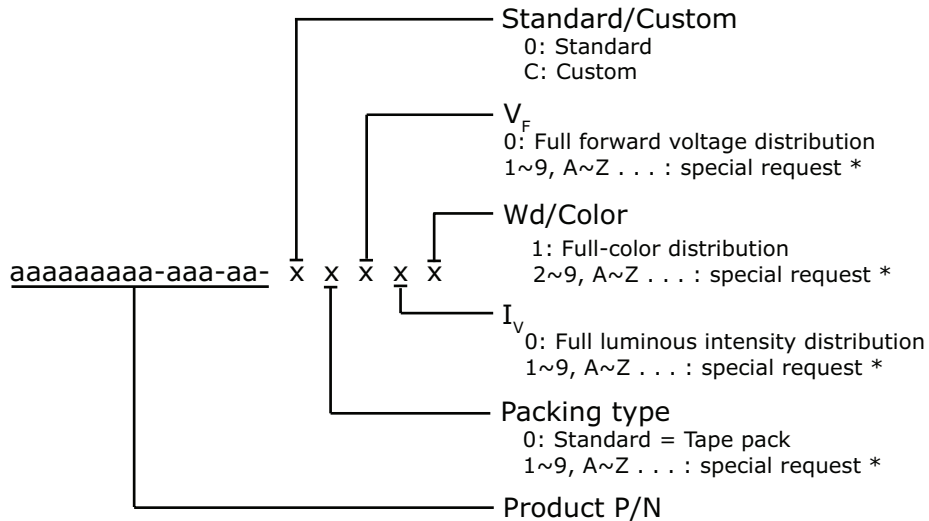 Standard/Custom
0: Standard
C: Custom
V_F
0: Full forward voltage distribution
1~9, A~Z . . . : special request *
Wd/Color
1: Full-color distribution
2~9, A~Z . . . : special request *
aaaaaaaaa-aaa-aa- x x x x x
I_V
0: Full luminous intensity distribution
1~9, A~Z . . . : special request *
Packing type
0: Standard = Tape pack
1~9, A~Z . . . : special request *
Product P/N